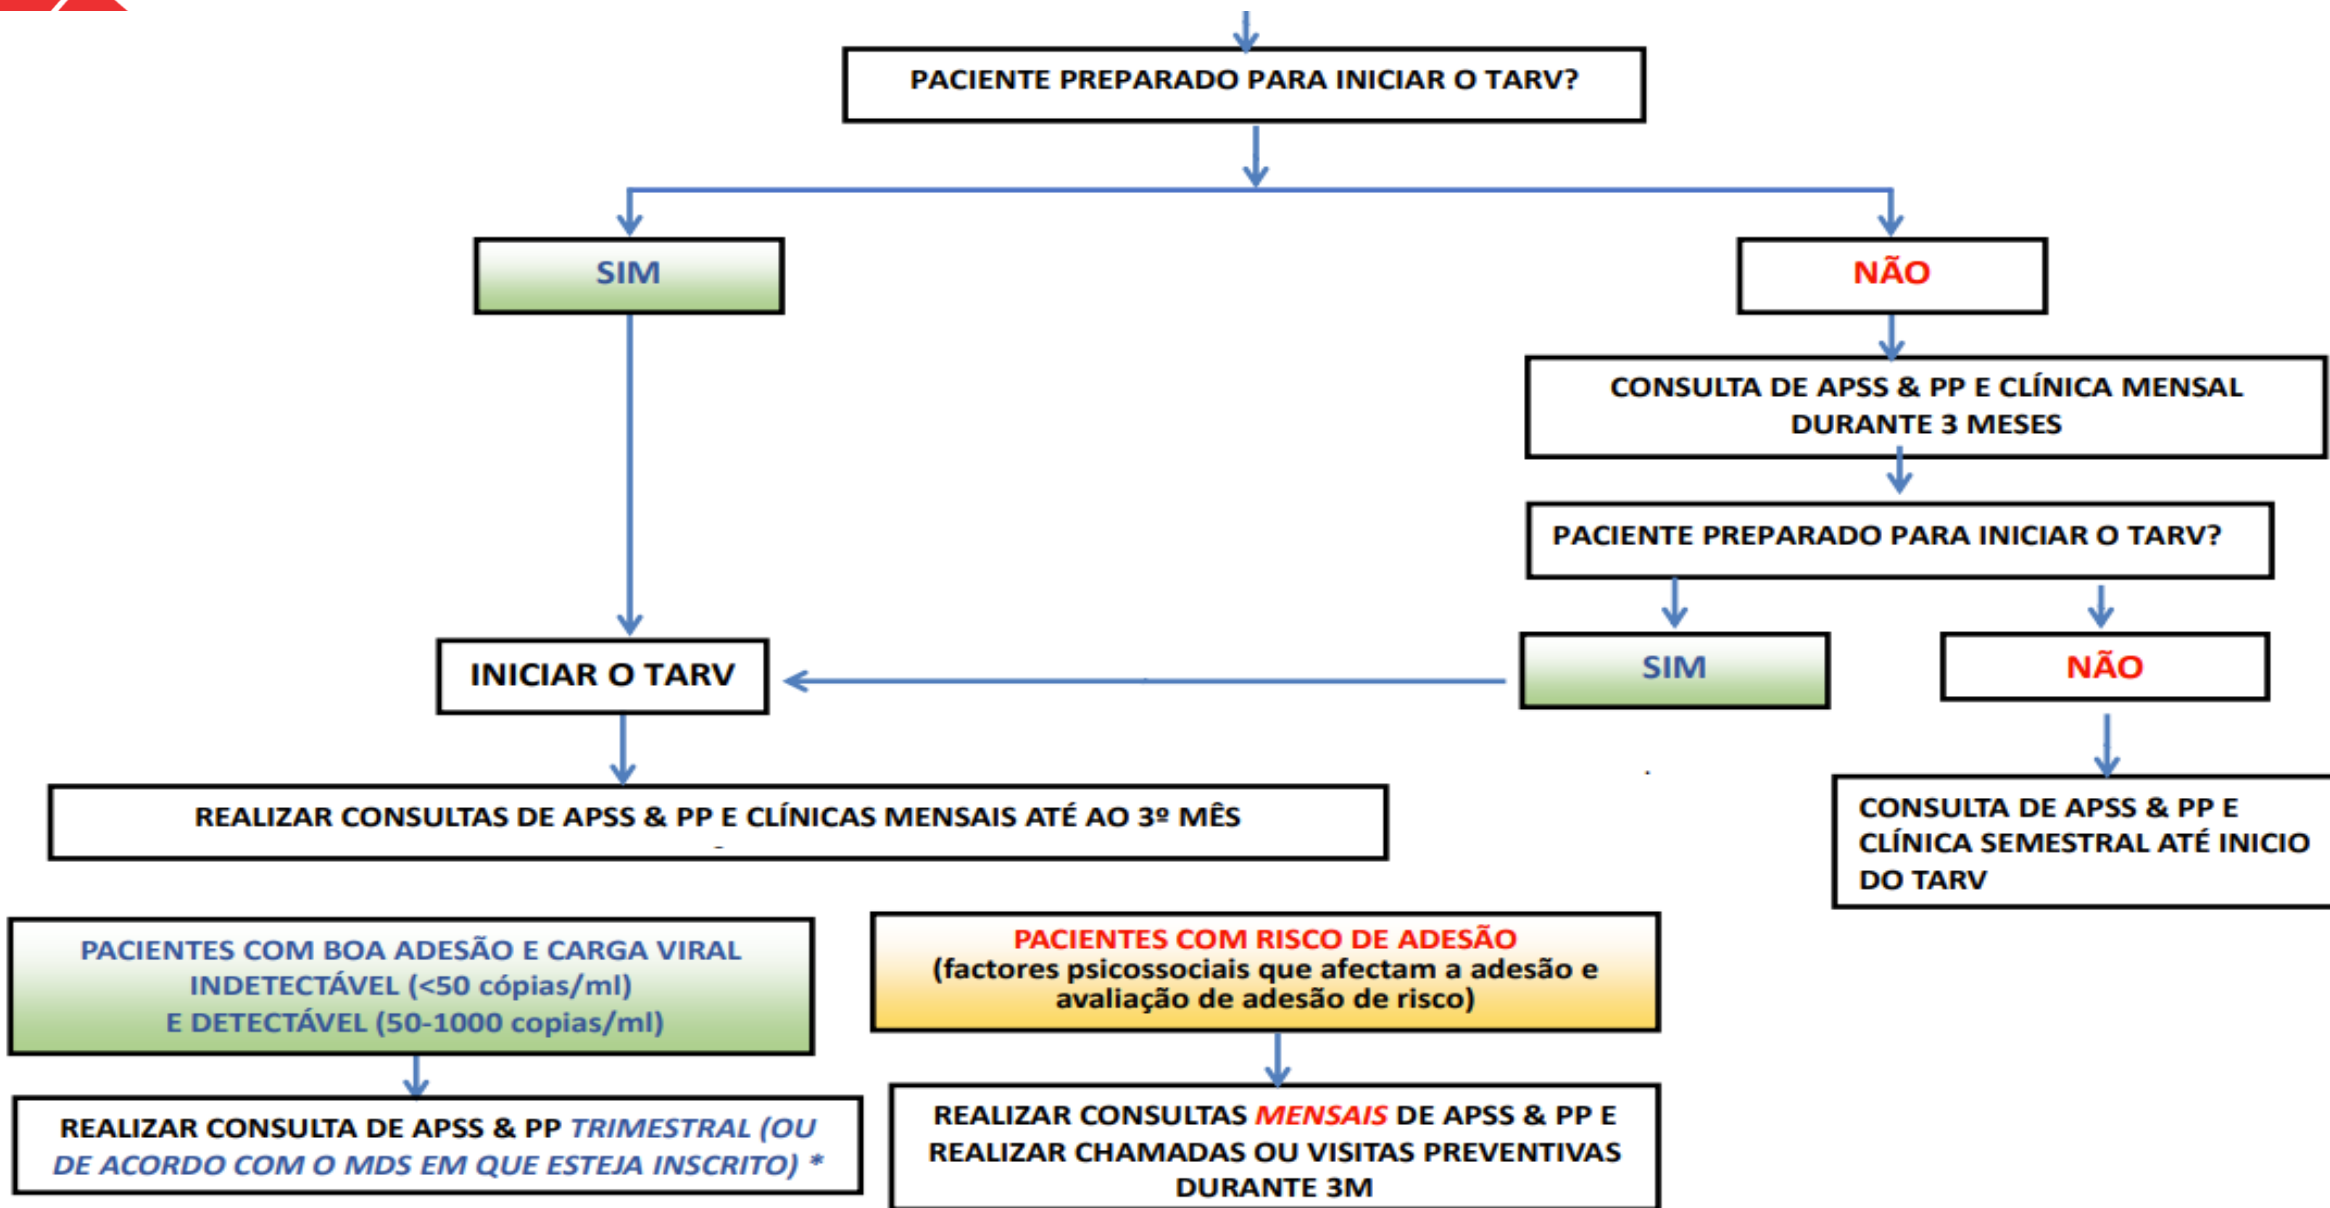 PACIENTE PREPARADO PARA INICIAR O TARV?
SIM
NÃO
CONSULTA DE APSS & PP E CLÍNICA MENSAL
DURANTE 3 MESES
PACIENTE PREPARADO PARA INICIAR O TARV?
SIM
NÃO
INICIAR O TARV
REALIZAR CONSULTAS DE APSS & PP E CLÍNICAS MENSAIS ATÉ AO 3º MÊS
CONSULTA DE APSS & PP E
CLÍNICA SEMESTRAL ATÉ INICIO
DO TARV
PACIENTES COM BOA ADESÃO E CARGA VIRAL
INDETECTÁVEL (<50 cópias/ml)
E DETECTÁVEL (50-1000 copias/ml)
PACIENTES COM RISCO DE ADESÃO
(factores psicossociais que afectam a adesão e
avaliação de adesão de risco)
REALIZAR CONSULTA DE APSS & PP TRIMESTRAL (OU
DE ACORDO COM O MDS EM QUE ESTEJA INSCRITO) *
REALIZAR CONSULTAS MENSAIS DE APSS & PP E
REALIZAR CHAMADAS OU VISITAS PREVENTIVAS
DURANTE 3M